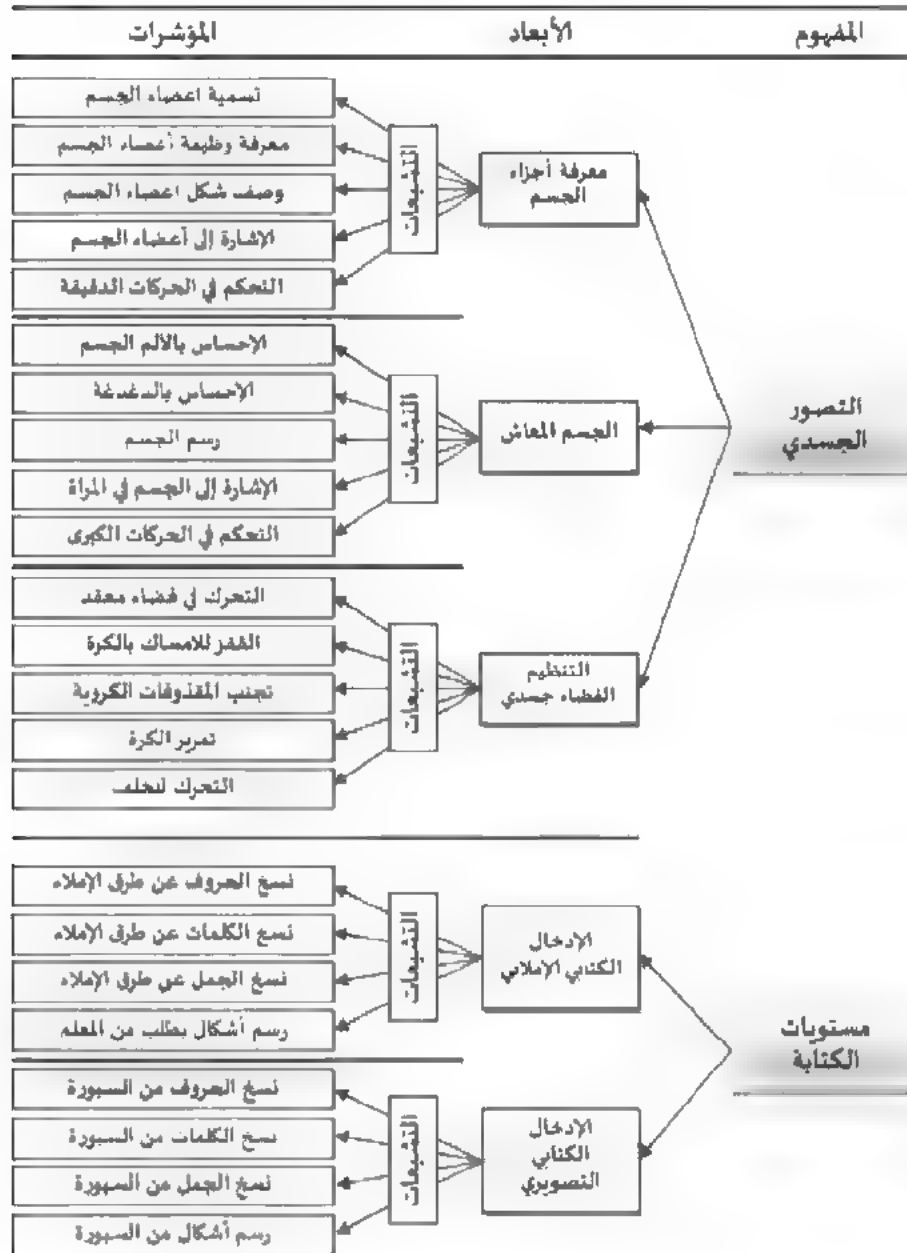 المفهوم الأبعاد المؤشرات
التصور
الجسدي
معرفة أجزاء
الجسم
التشبعات
تسمية اعضاء الجسم
معرفة وظيفة أعضاء الجسم
وصف شكل اعضاء الجسم
الإشارة إلى أعضاء الجسم
التحكم في الحركات الدقيقة
الجسم المعاش
التشبعات
الإحساس بالألم الجسم
الإحساس بالدغدغة
رسم الجسم
الإشارة إلى الجسم في المرآة
التحكم في الحركات الكبرى
التنظيم
الفضاء جسدي
التشبعات
التحرك في فضاء معقد
القفز للامساك بالكرة
تجنب المقذوفات الكروية
تمرير الكرة
التحرك للخلف
مستويات
الكتابة
الإدخال
الكتابي الإملائي
التشبعات
نسخ الحروف عن طرق الإملاء
نسخ الكلمات عن طرق الإملاء
نسخ الجمل عن طرق الإملاء
رسم أشكال بطلب من المعلم
الإدخال
الكتابي
التصويري
التشبعات
نسخ الحروف من السبورة
نسخ الكلمات من السبورة
نسخ الجمل من السبورة
رسم أشكال من السبورة